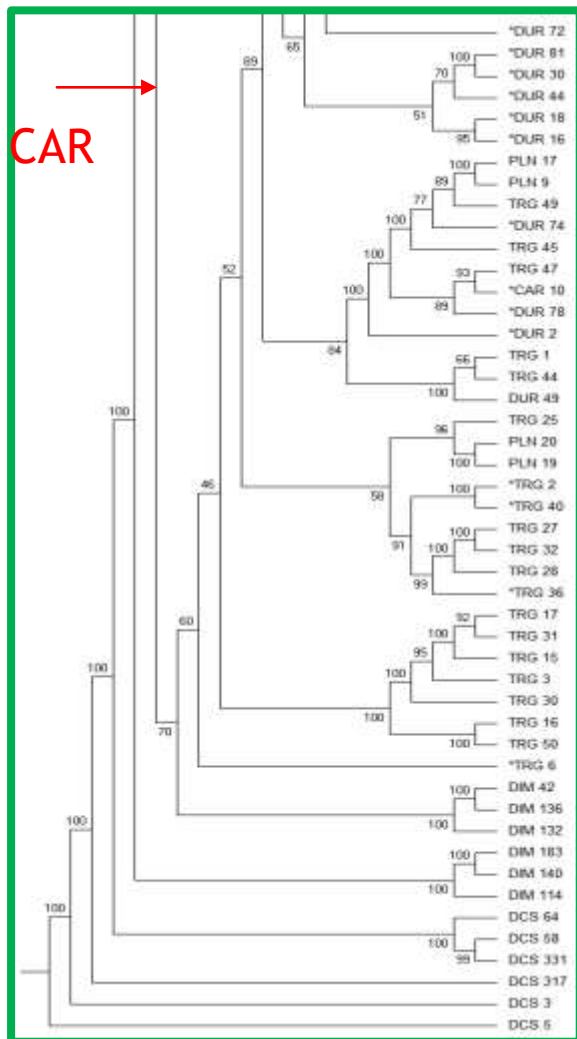 *DUR 72
65
*DUR 81
100
*DUR 30
70
*DUR 44
89
51
*DUR 18
*DUR 16
95
CAR
PLN 17
100
PLN 9
89
TRG 49
77
*DUR 74
100
TRG 45
100
TRG 47
93
*CAR 10
52
100
*DUR 78
89
*DUR 2
84
TRG 1
66
TRG 44
100
DUR 49
100
TRG 25
96
PLN 20
PLN 19
100
46
*TRG 2
58
100
*TRG 40
TRG 27
91
100
TRG 32
100
TRG 28
99
*TRG 36
TRG 17
60
92
TRG 31
100
TRG 15
95
TRG 3
100
100
TRG 30
100
TRG 16
70
TRG 50
100
*TRG 6
DIM 42
100
DIM 136
100
DIM 132
100
DIM 183
100
DIM 140
100
DIM 114
100
DCS 64
DCS 58
100
DCS 331
99
DCS 317
DCS 3
DCS 5